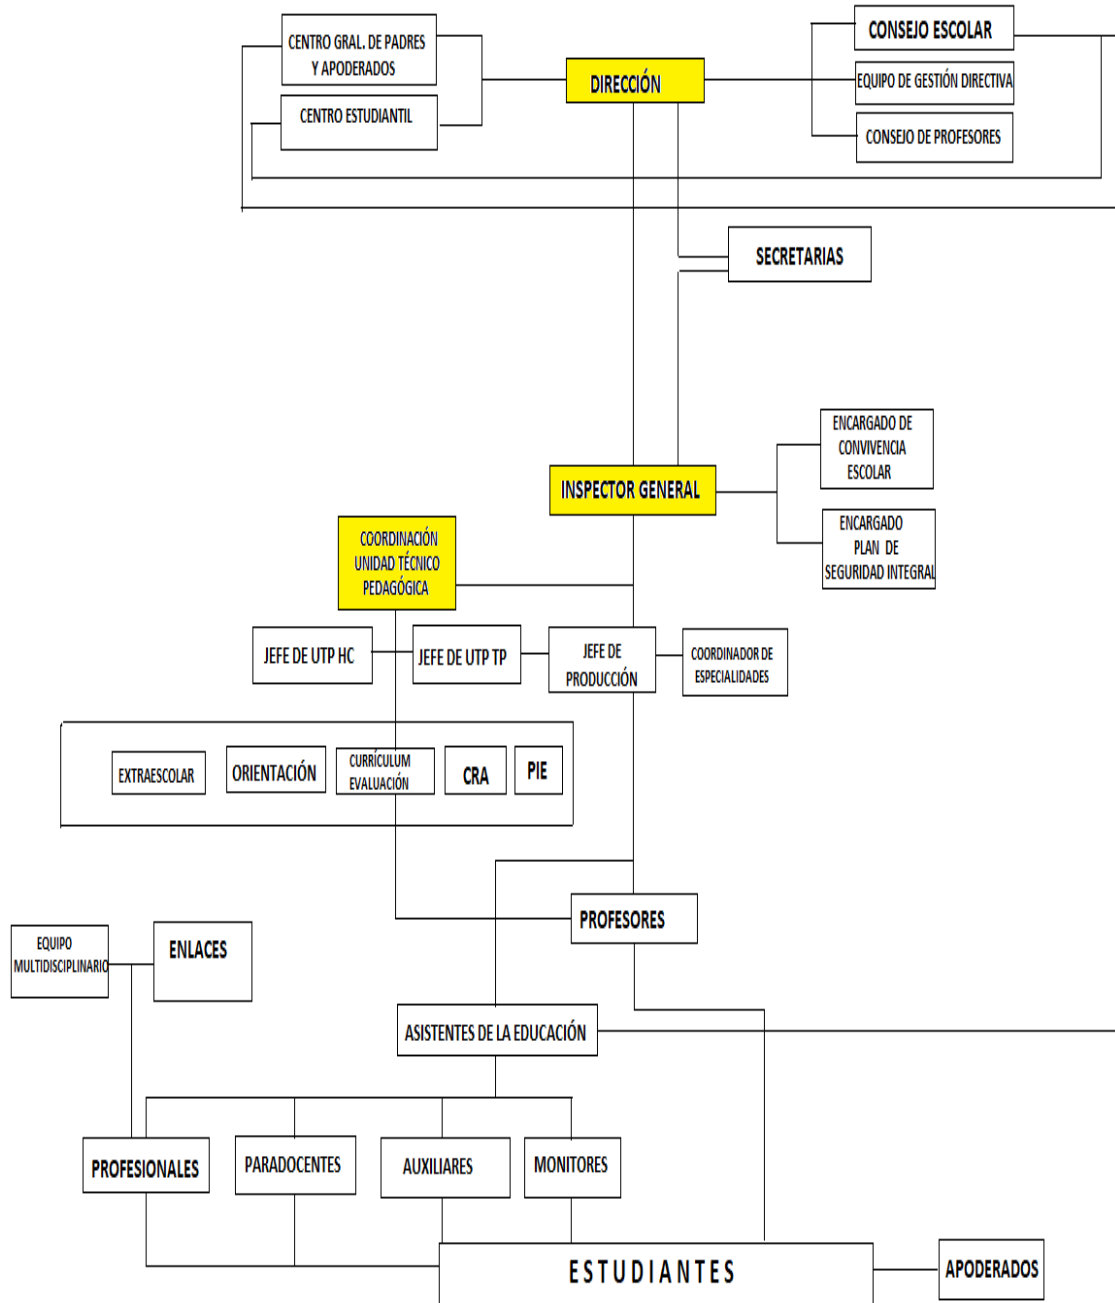 CENTRO GRAL. DE PADRES
Y APODERADOS
CENTRO ESTUDIANTIL
DIRECCIÓN
CONSEJO ESCOLAR
EQUIPO DE GESTIÓN DIRECTIVA
CONSEJO DE PROFESORES
SECRETARIAS
ENCARGADO DE
CONVIVENCIA
ESCOLAR
INSPECTOR GENERAL
ENCARGADO
PLAN DE
SEGURIDAD INTEGRAL
COORDINACIÓN
UNIDAD TÉCNICO
PEDAGÓGICA
JEFE DE UTP HC
JEFE DE UTP TP
JEFE DE
PRODUCCIÓN
COORDINADOR DE
ESPECIALIDADES
EXTRAESCOLAR
ORIENTACIÓN
CURRÍCULUM
EVALUACIÓN
CRA
PIE
PROFESORES
EQUIPO
MULTIDISCIPLINARIO
ENLACES
ASISTENTES DE LA EDUCACIÓN
PROFESIONALES
PARADOCENTES
AUXILIARES
MONITORES
ESTUDIANTES
APODERADOS